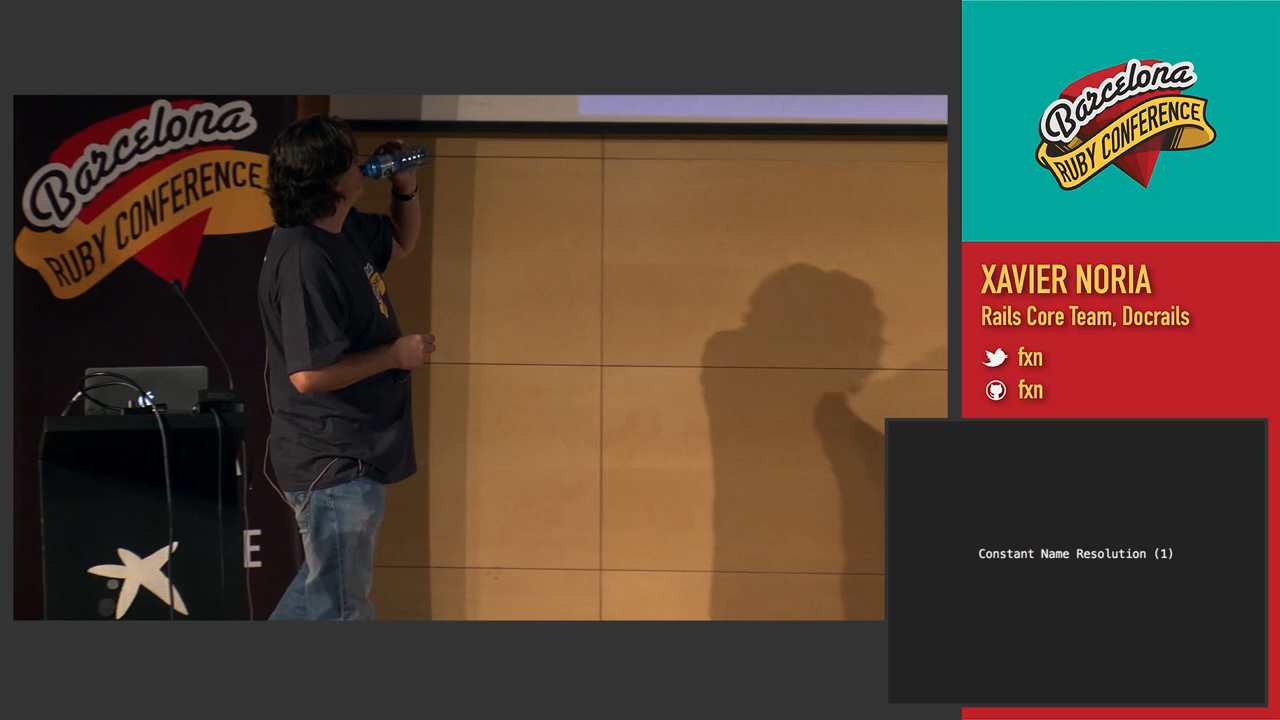 Barcelona
RUBY CONFERENCE
E
Barcelona
RUBY CONFERENCE
XAVIER NORIA
Rails Core Team, Docrails
fxn
fxn
Constant Name Resolution (1)